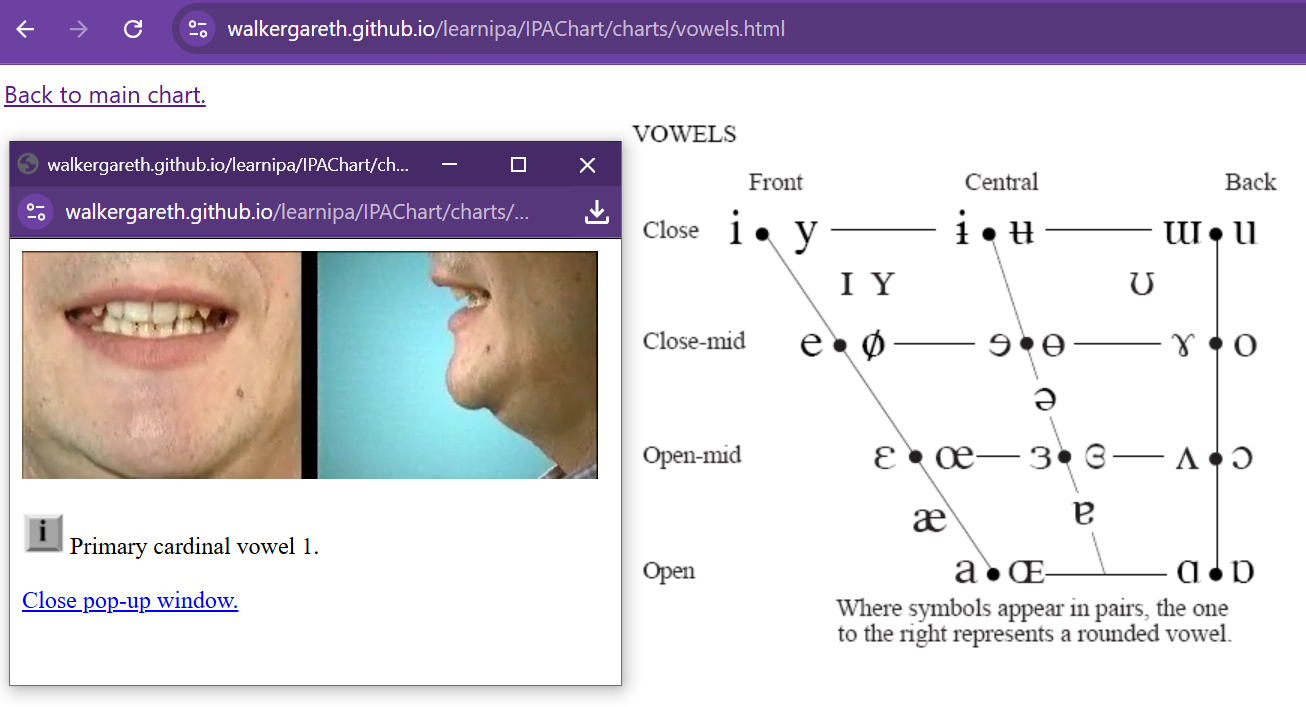 walkergareth.github.io/learnipa/IPAChart/charts/vowels.html
Back to main chart.
walkergareth.github.io/learnipa/IPAChart/ch...
walkergareth.github.io/learnipa/IPAChart/charts/...
i Primary cardinal vowel 1.
Close pop-up window.
VOWELS
Front Central Back
Close i y ɨ ʉ ɯ u
ɪ ʏ ʊ
Close-mid e ø ɘ ɵ ɤ o
ə
Open-mid ɛ œ ɜ ɞ ʌ ɔ
æ ɐ
Open a ɶ ɑ ɒ
Where symbols appear in pairs, the one
to the right represents a rounded vowel.